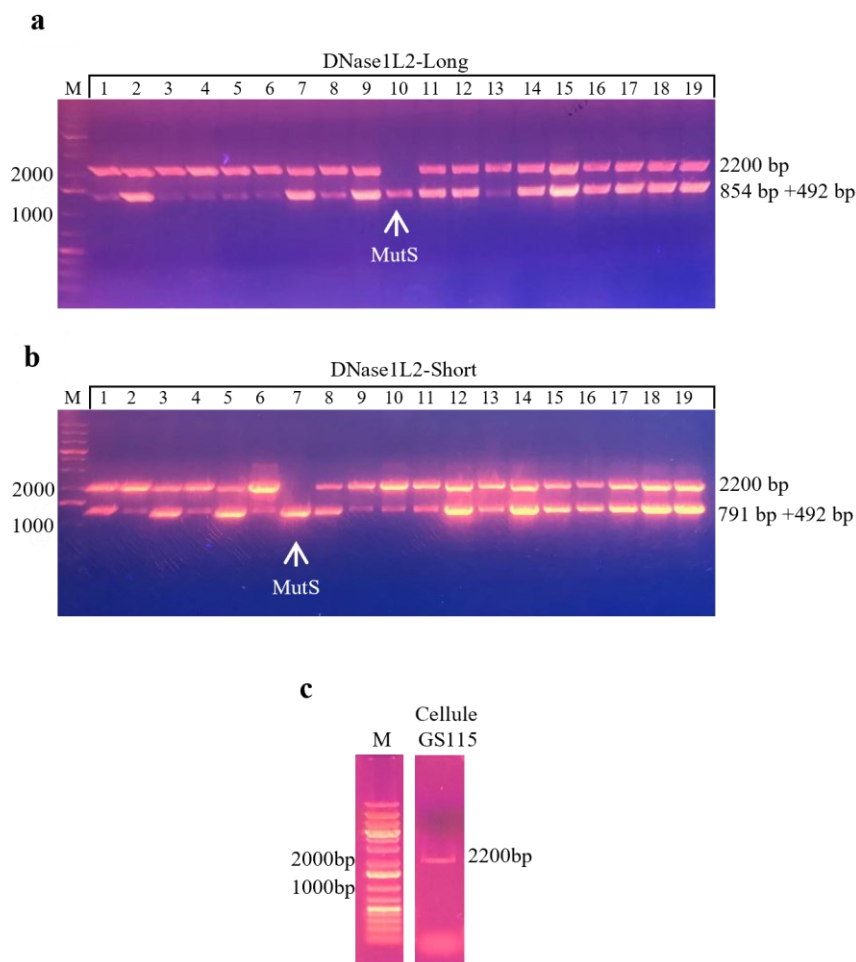 a
DNase1L2-Long
M 1 2 3 4 5 6 7 8 9 10 11 12 13 14 15 16 17 18 19
2000
1000
2200 bp
854 bp +492 bp
MutS
b
DNase1L2-Short
M 1 2 3 4 5 6 7 8 9 10 11 12 13 14 15 16 17 18 19
2000
1000
2200 bp
791 bp +492 bp
MutS
c
Cellule
M GS115
2000bp
1000bp
2200bp